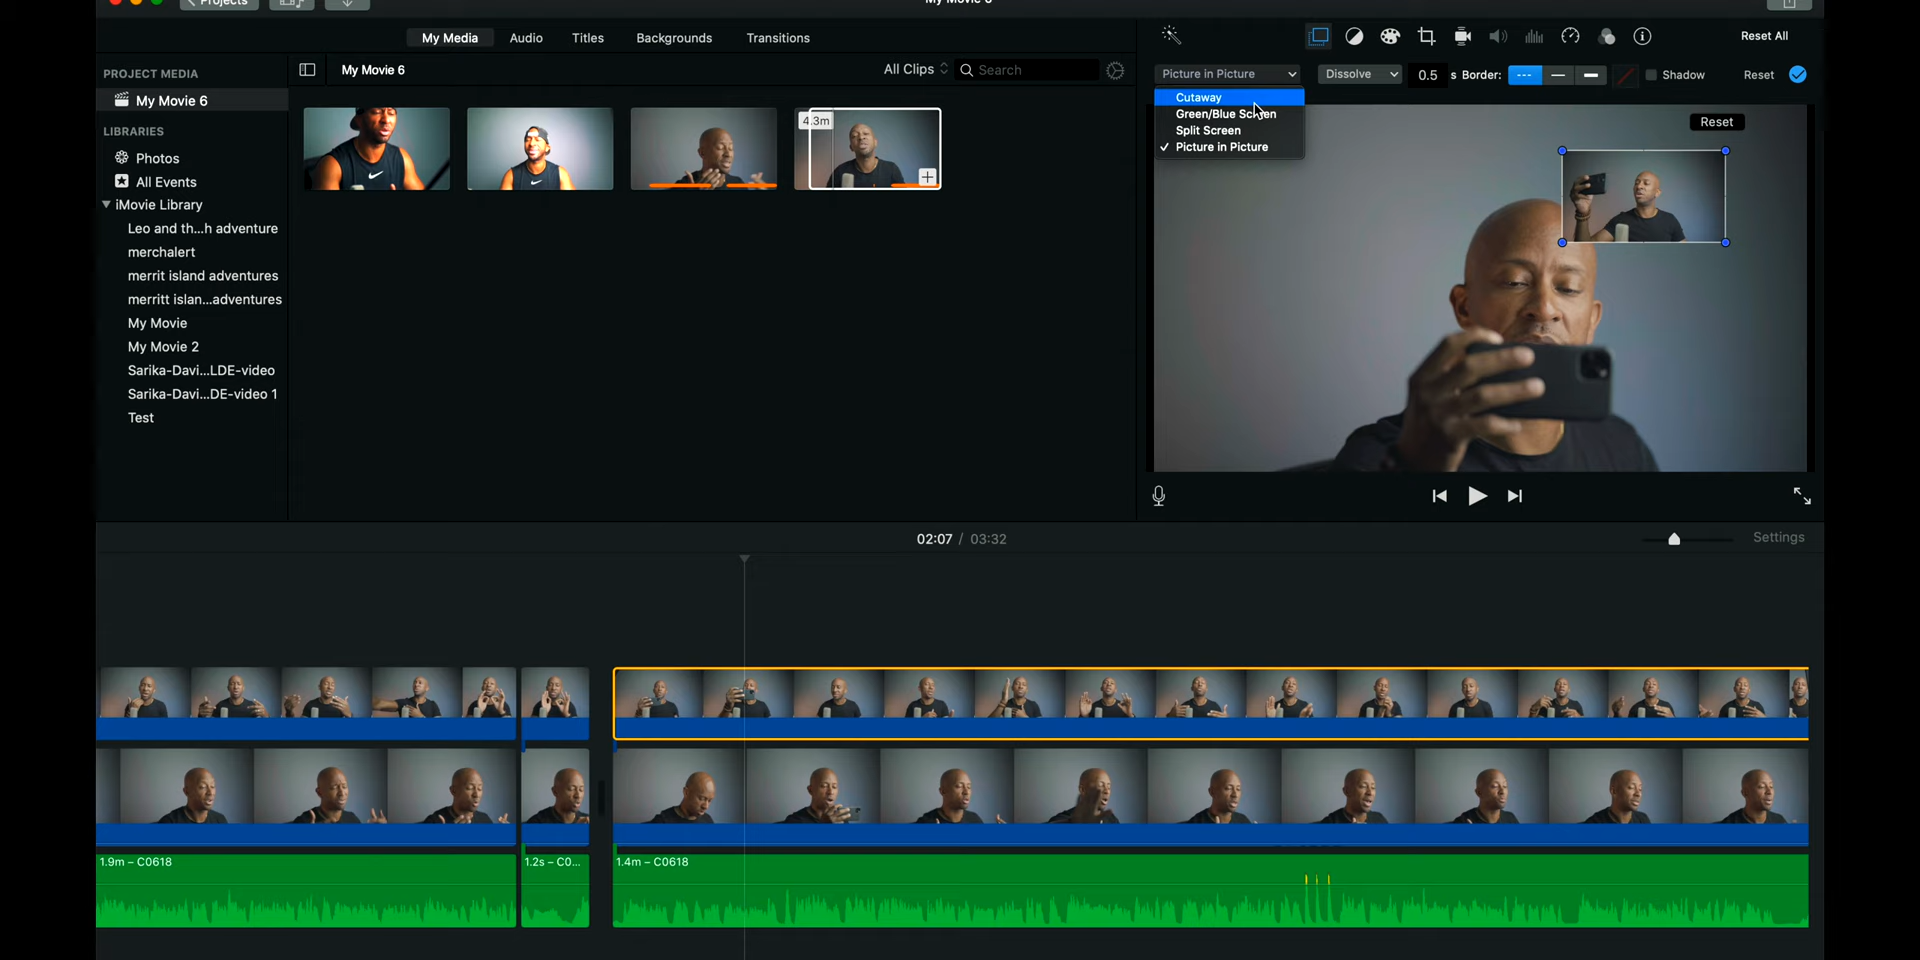 Projects
My Movie 6
My Media
Audio
Titles
Backgrounds
Transitions
Reset All
PROJECT MEDIA
My Movie 6
LIBRARIES
Photos
All Events
iMovie Library
Leo and th...h adventure
merchalert
merrit island adventures
merritt islan...adventures
My Movie
My Movie 2
Sarika-Davi...LDE-video
Sarika-Davi...DE-video 1
Test
My Movie 6
All Clips
Search
4.3m
Picture in Picture
Dissolve
0.5 s
Border:
Shadow
Reset
Cutaway
Green/Blue Screen
Split Screen
✓ Picture in Picture
Reset
02:07 / 03:32
Settings
1.9m – C0618
1.2s – C0...
1.4m – C0618